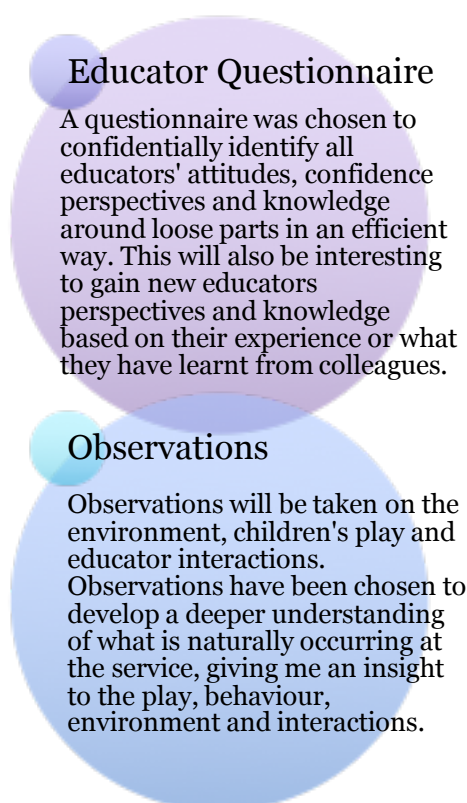 Educator Questionnaire
A questionnaire was chosen to
confidentially identify all
educators' attitudes, confidence
perspectives and knowledge
around loose parts in an efficient
way. This will also be interesting
to gain new educators
perspectives and knowledge
based on their experience or what
they have learnt from colleagues.
Observations
Observations will be taken on the
environment, children's play and
educator interactions.
Observations have been chosen to
develop a deeper understanding
of what is naturally occurring at
the service, giving me an insight
to the play, behaviour,
environment and interactions.